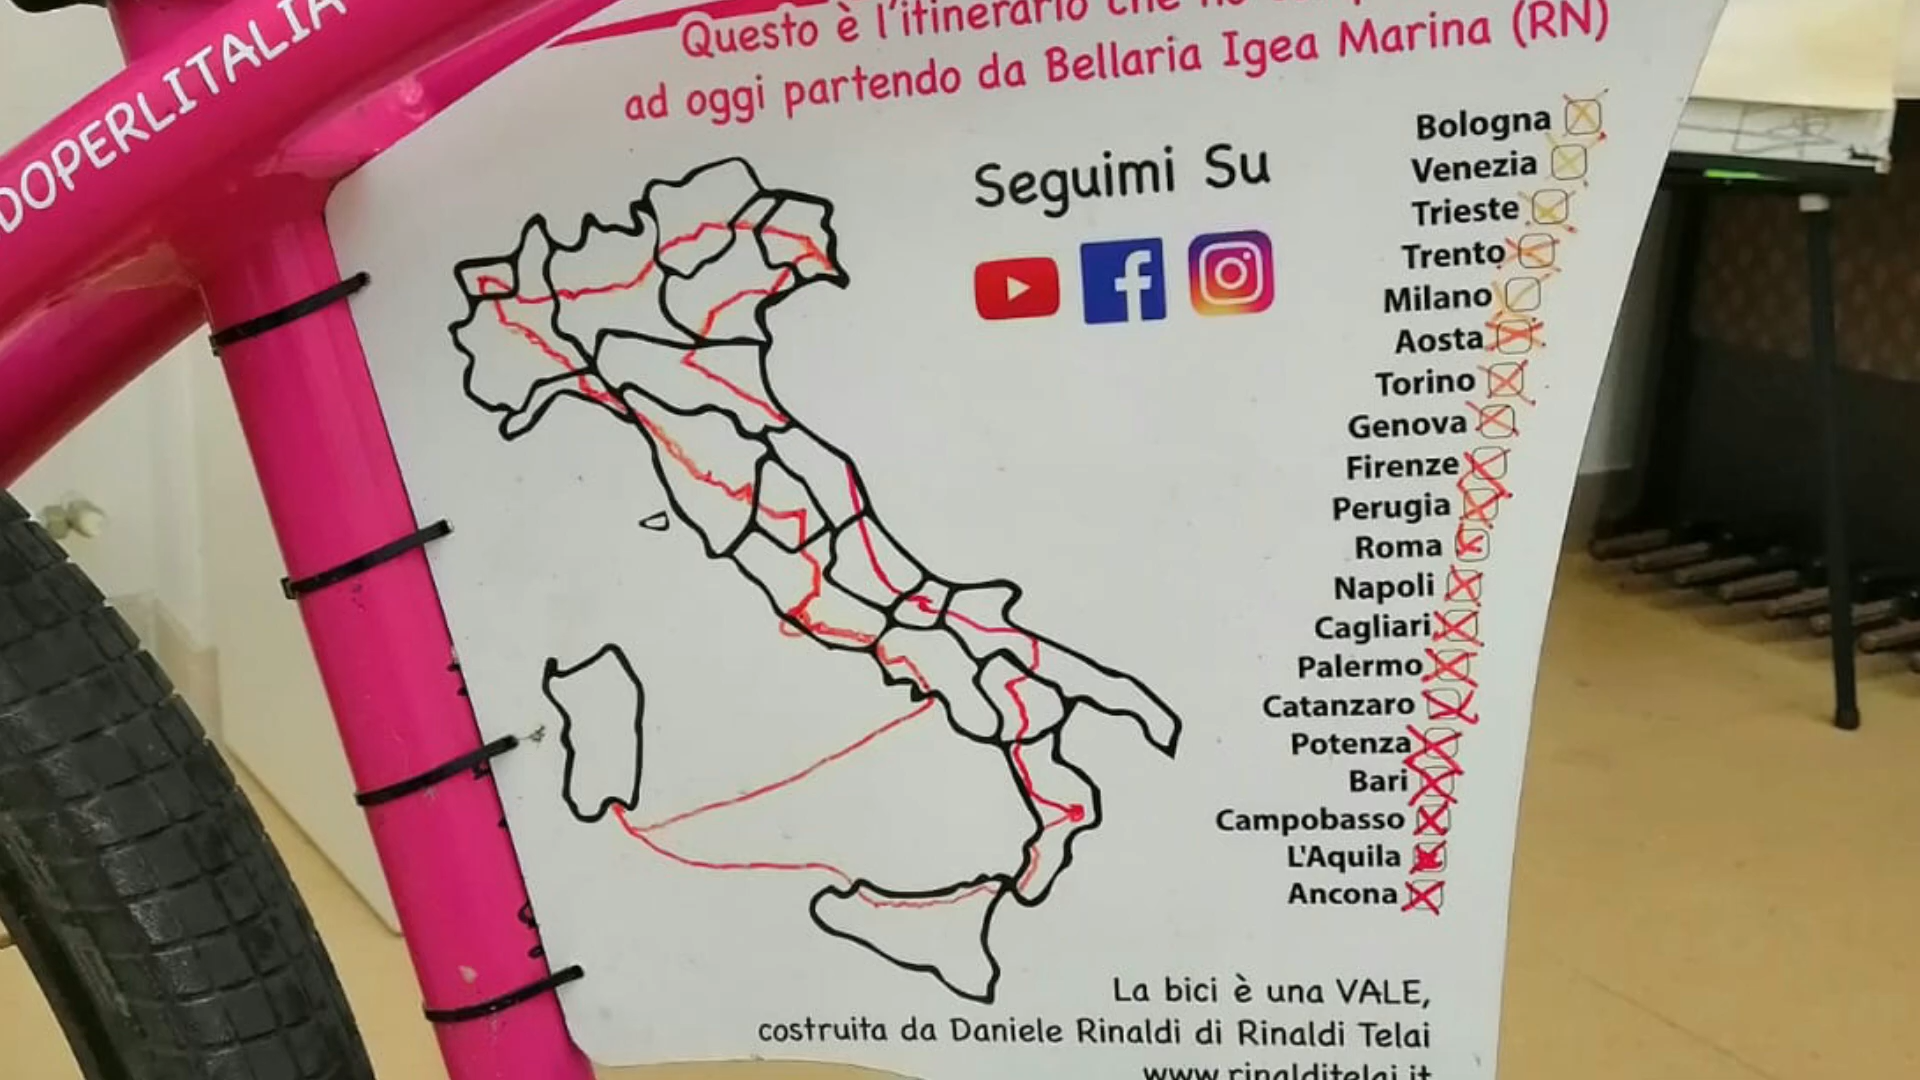 DOPERLITALIA
Questo è l'itinerario che ho
ad oggi partendo da Bellaria Igea Marina (RN)
Seguimi Su
Bologna
Venezia
Trieste
Trento
Milano
Aosta
Torino
Genova
Firenze
Perugia
Roma
Napoli
Cagliari
Palermo
Catanzaro
Potenza
Bari
Campobasso
L'Aquila
Ancona
La bici è una VALE,
costruita da Daniele Rinaldi di Rinaldi Telai
www.rinalditelai.it